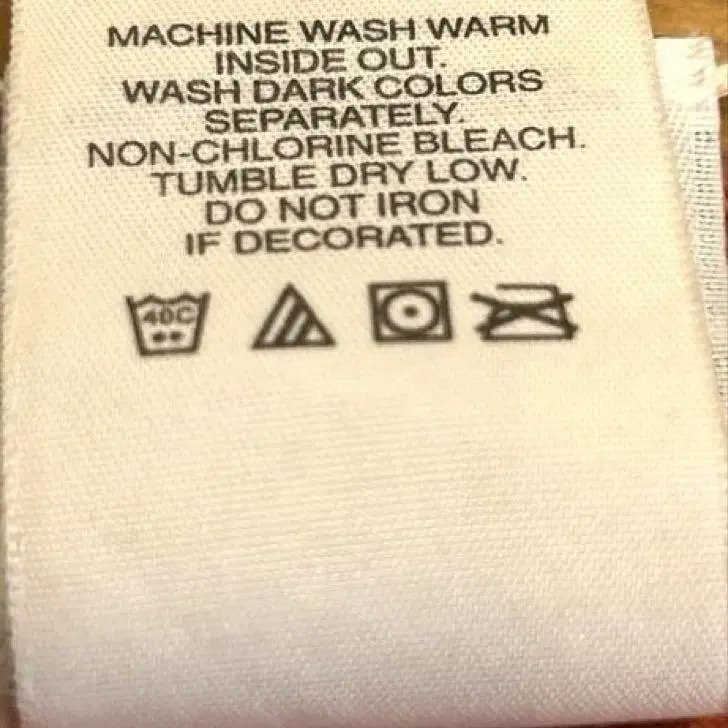 MACHINE WASH WARM
INSIDE OUT.
WASH DARK COLORS
SEPARATELY.
NON-CHLORINE BLEACH.
TUMBLE DRY LOW.
DO NOT IRON
IF DECORATED.
40C